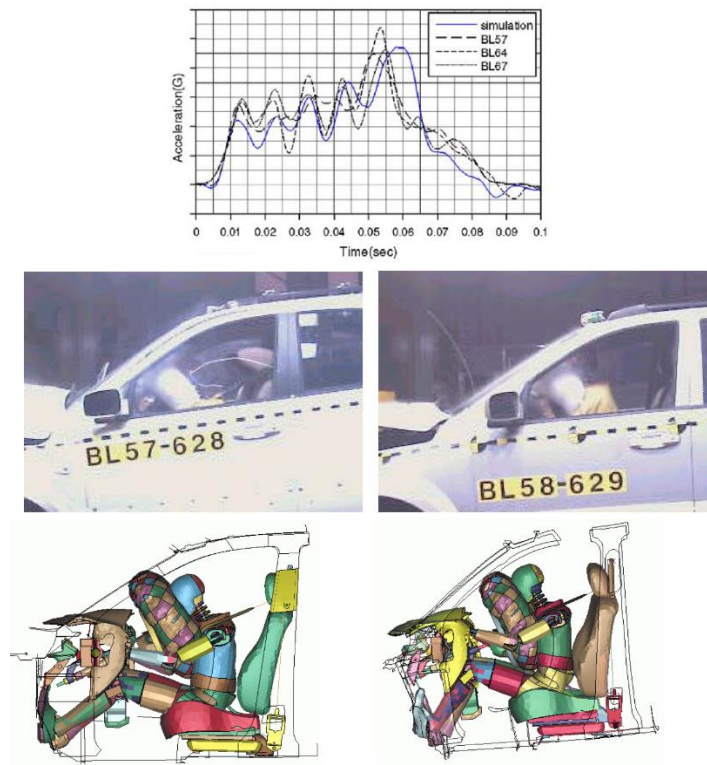 Acceleration(G)
simulation
BL57
BL64
BL67
0 0.01 0.02 0.03 0.04 0.05 0.06 0.07 0.08 0.09 0.1
Time(sec)
BL57-628
BL58-629